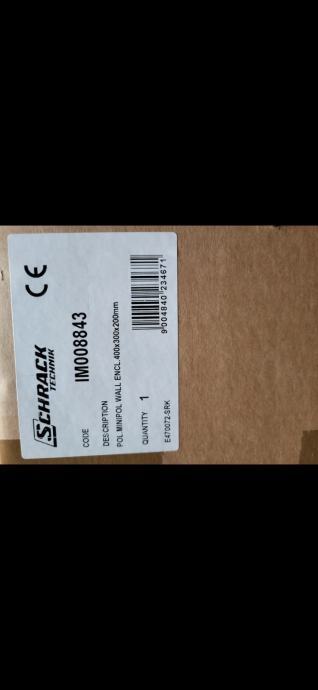 SCHRACK
TECHNIK
CE
CODE
IM008843
DESCRIPTION
POL MINIPOL WALL ENCL.400x300x200mm
QUANTITY 1
9 004840 234671
E470072-SRK